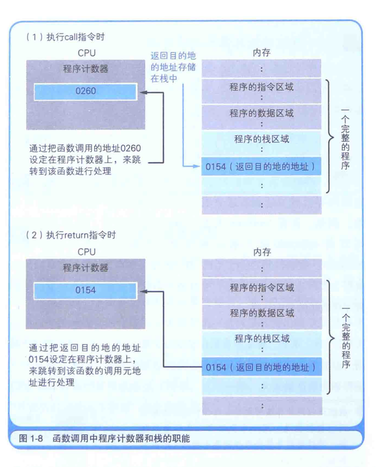 （1）执行call指令时
CPU
程序计数器
0260
通过把函数调用的地址0260
设定在程序计数器上，来跳
转到该函数进行处理
返回目的地
的地址存储
在栈中
内存
：
程序的指令区域
：
程序的数据区域
：
程序的栈区域
：
0154（返回目的地的地址）
：
：
一个完整的程序
（2）执行return指令时
CPU
程序计数器
0154
通过把返回目的地的地址
0154设定在程序计数器上，
来跳转到该函数的调用元地
址进行处理
内存
：
程序的指令区域
：
程序的数据区域
：
程序的栈区域
：
0154（返回目的地的地址）
：
：
一个完整的程序
图 1-8 函数调用中程序计数器和栈的职能